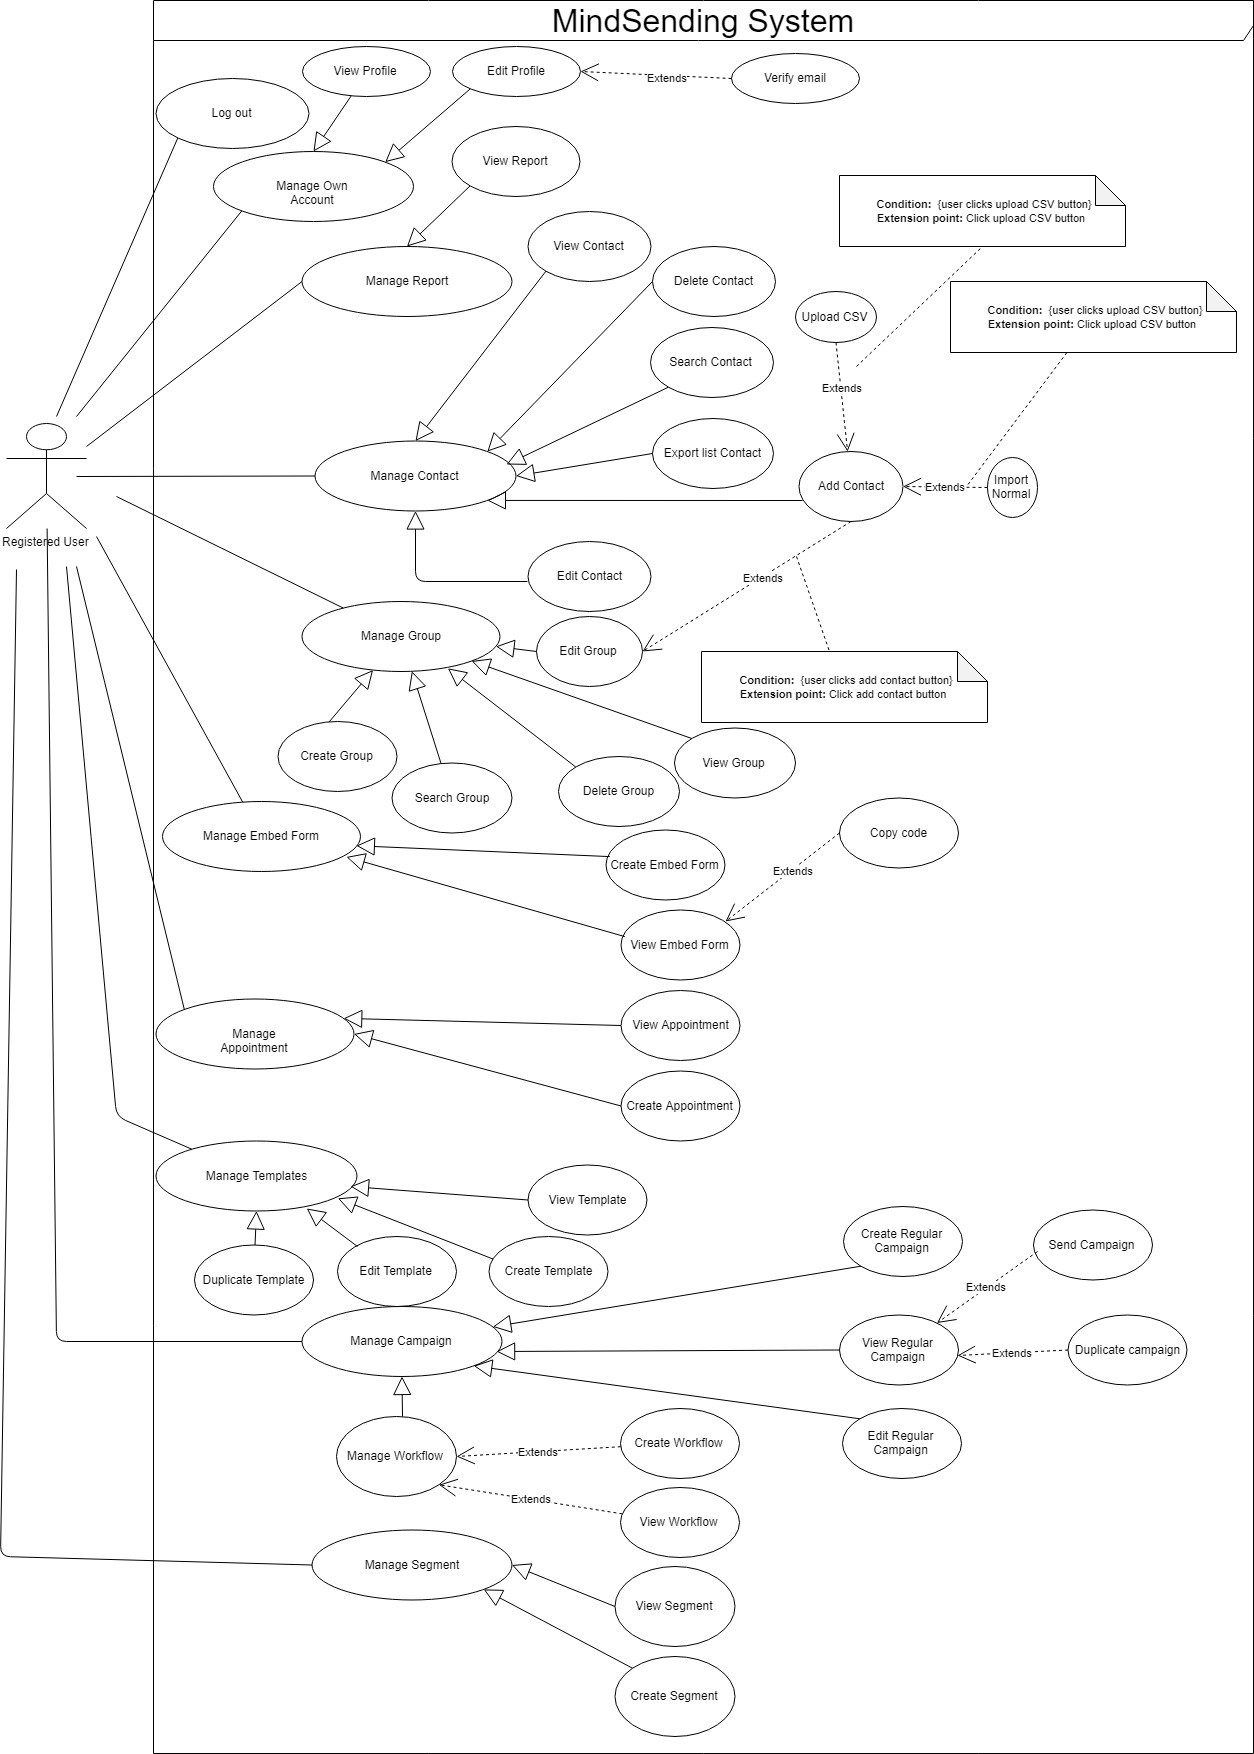 MindSending System
View Profile
Edit Profile
Extends
Verify email
Log out
Manage Own
Account
View Report
Condition:  {user clicks upload CSV button}
Extension point: Click upload CSV button
View Contact
Manage Report
Delete Contact
Condition:  {user clicks upload CSV button}
Extension point: Click upload CSV button
Upload CSV
Search Contact
Extends
Export list Contact
Manage Contact
Add Contact
Extends
Import
Normal
Registered User
Edit Contact
Extends
Manage Group
Edit Group
Condition:  {user clicks add contact button}
Extension point: Click add contact button
Create Group
View Group
Search Group
Delete Group
Manage Embed Form
Copy code
Create Embed Form
Extends
View Embed Form
View Appointment
Manage
Appointment
Create Appointment
Manage Templates
View Template
Create Regular
Campaign
Send Campaign
Duplicate Template
Edit Template
Create Template
Extends
Manage Campaign
View Regular
Campaign
Extends
Duplicate campaign
Edit Regular
Campaign
Manage Workflow
Extends
Create Workflow
Extends
View Workflow
Manage Segment
View Segment
Create Segment